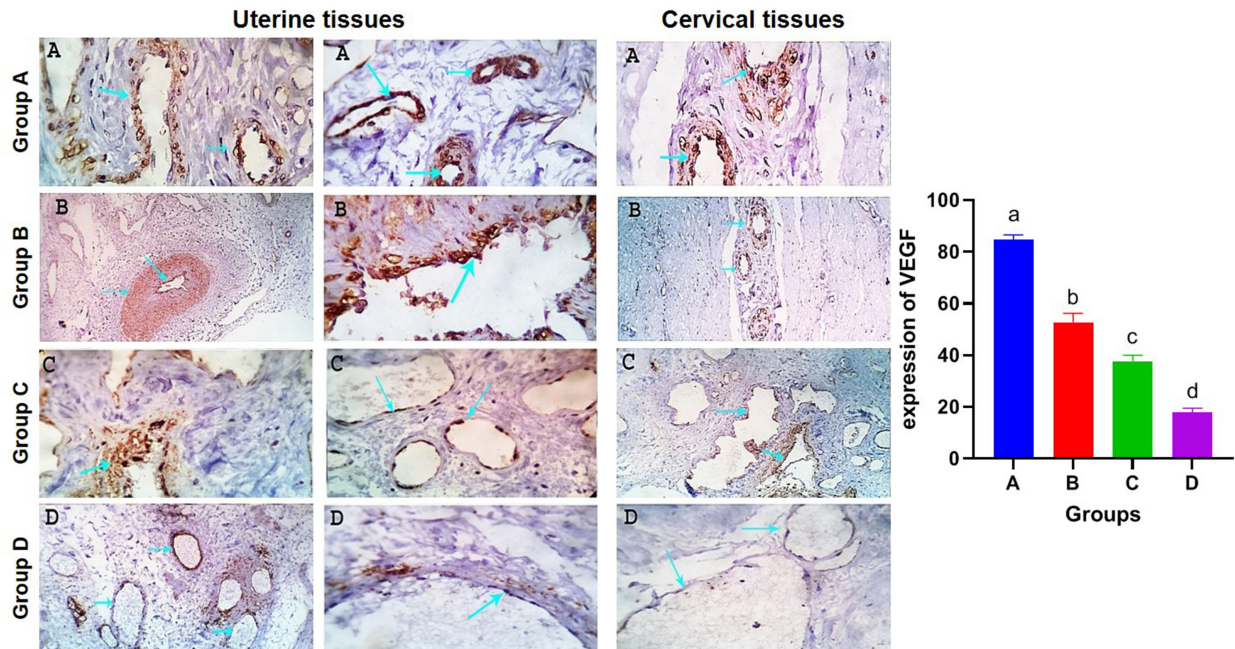 Uterine tissues
Cervical tissues
Group A
A
A
A
Group B
B
B
B
Group C
C
C
C
Group D
D
D
D
expression of VEGF
100
80
60
40
20
0
a
b
c
d
A B C D
Groups